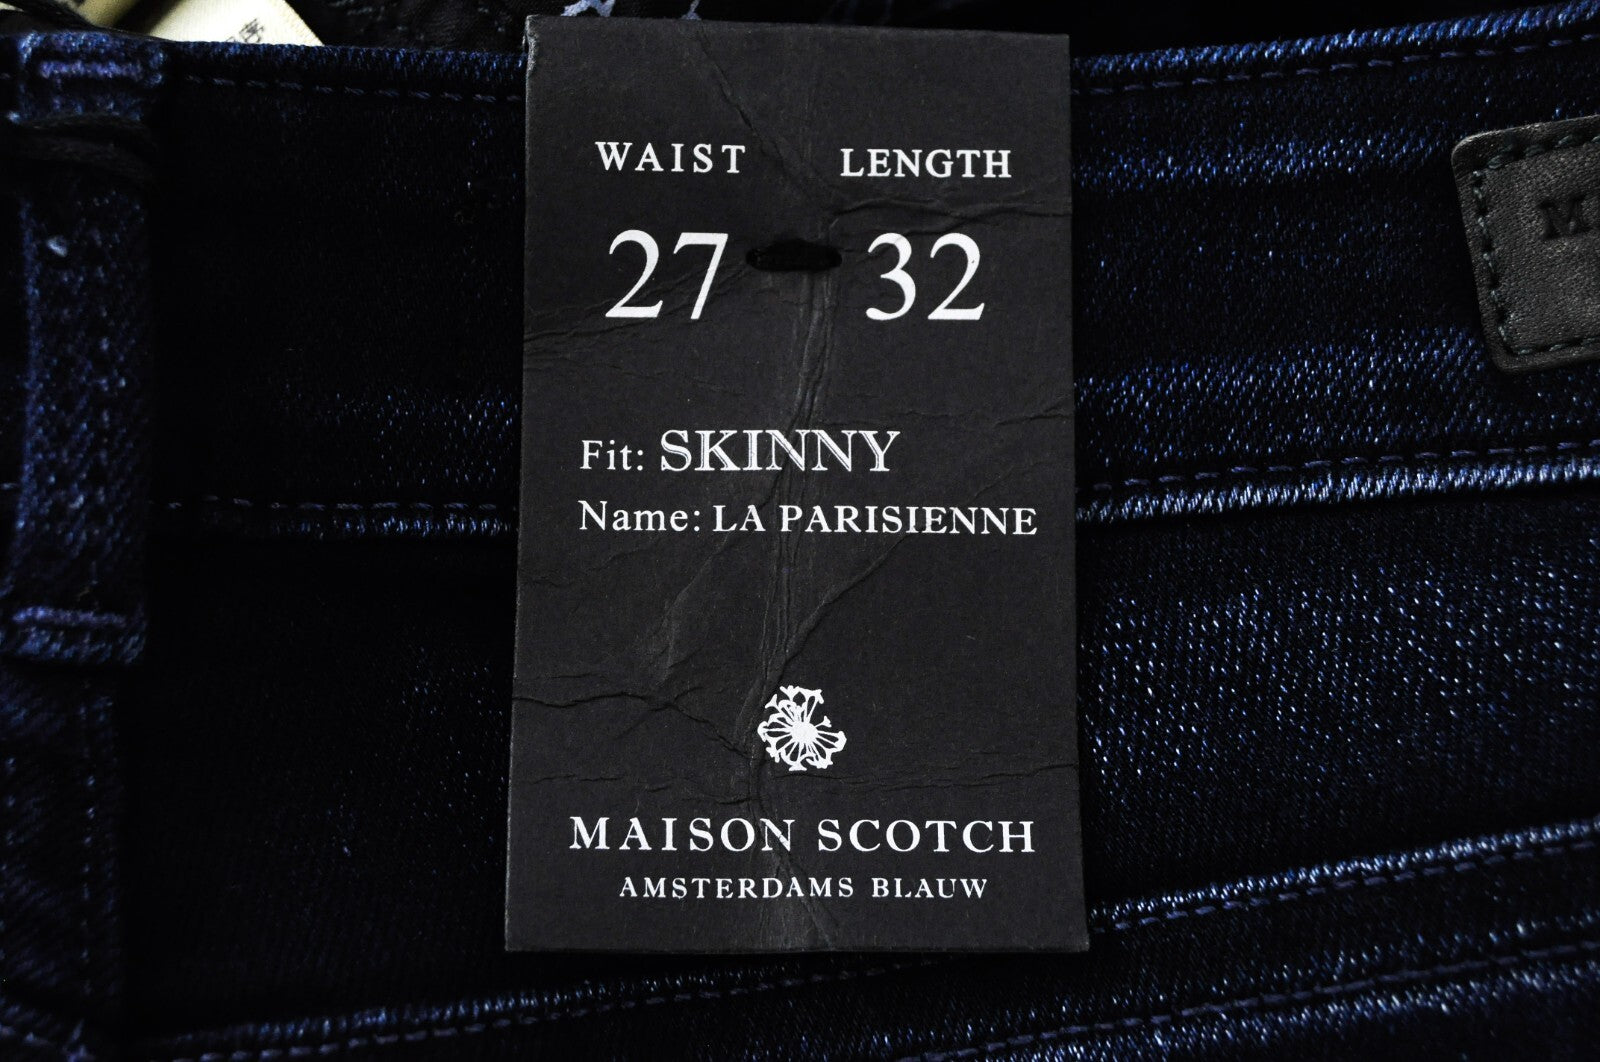 WAIST LENGTH
27 32
Fit: SKINNY
Name: LA PARISIENNE
MAISON SCOTCH
AMSTERDAMS BLAUW
M